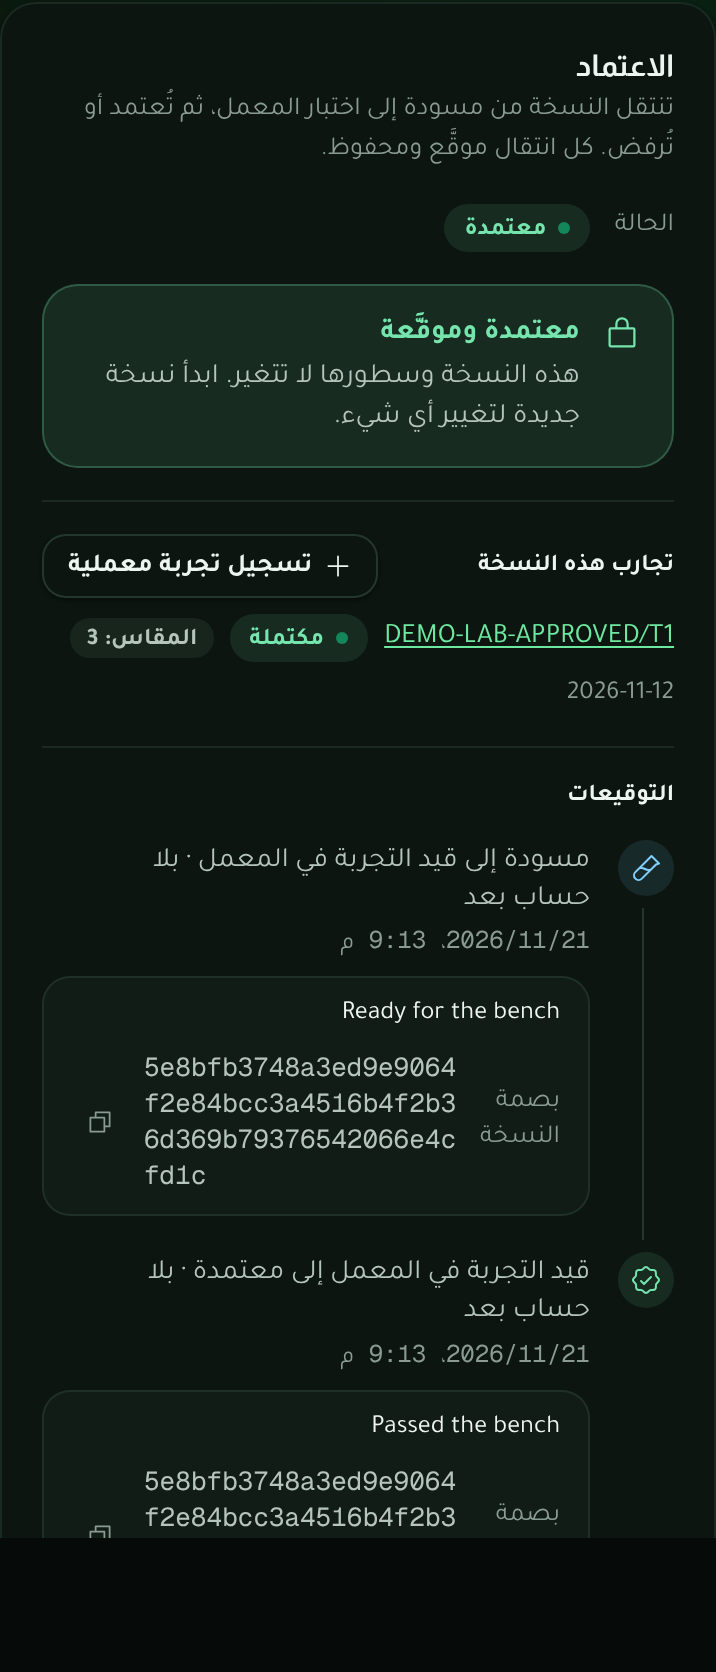 الاعتماد
تنتقل النسخة من مسودة إلى اختبار المعمل، ثم تُعتمد أو
تُرفض. كل انتقال موقَّع ومحفوظ.
الحالة
معتمدة
معتمدة وموقَّعة
هذه النسخة وسطورها لا تتغير. ابدأ نسخة
جديدة لتغيير أي شيء.
تجارب هذه النسخة
تسجيل تجربة معملية
DEMO-LAB-APPROVED/T1
مكتملة
المقاس: 3
2026-11-12
التوقيعات
مسودة إلى قيد التجربة في المعمل · بلا
حساب بعد
2026/11/21، 9:13 م
Ready for the bench
بصمة
النسخة
5e8bfb3748a3ed9e9064
f2e84bcc3a4516b4f2b3
6d369b79376542066e4c
fd1c
قيد التجربة في المعمل إلى معتمدة · بلا
حساب بعد
2026/11/21، 9:13 م
Passed the bench
بصمة
5e8bfb3748a3ed9e9064
f2e84bcc3a4516b4f2b3